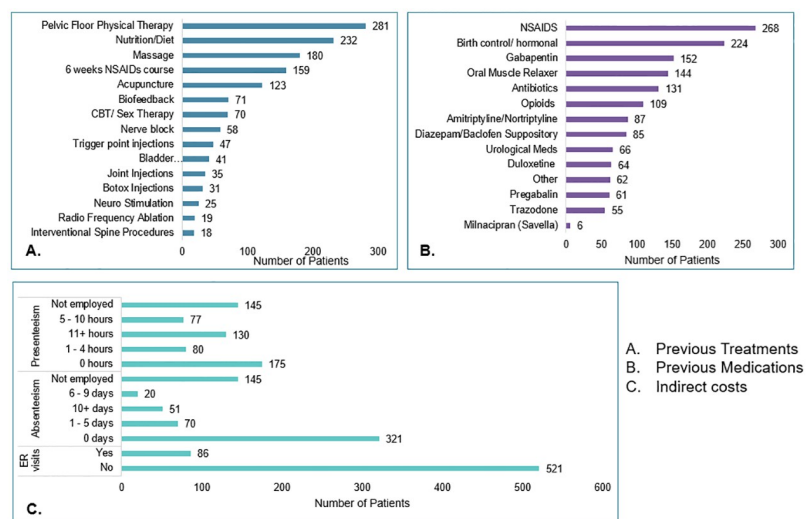 Pelvic Floor Physical Therapy 281
Nutrition/Diet 232
Massage 180
6 weeks NSAIDs course 159
Acupuncture 123
Biofeedback 71
CBT/ Sex Therapy 70
Nerve block 58
Trigger point injections 47
Bladder... 41
Joint Injections 35
Botox Injections 31
Neuro Stimulation 25
Radio Frequency Ablation 19
Interventional Spine Procedures 18
0 100 200 300
A. Number of Patients
NSAIDS 268
Birth control/ hormonal 224
Gabapentin 152
Oral Muscle Relaxer 144
Antibiotics 131
Opioids 109
Amitriptyline/Nortriptyline 87
Diazepam/Baclofen Suppository 85
Urological Meds 66
Duloxetine 64
Other 62
Pregabalin 61
Trazodone 55
Milnacipran (Savella) 6
0 50 100 150 200 250 300
B. Number of Patients
Presenteeism
Not employed 145
5 - 10 hours 77
11+ hours 130
1 - 4 hours 80
0 hours 175
Absenteeism
Not employed 145
6 - 9 days 20
10+ days 51
1 - 5 days 70
0 days 321
ER visits
Yes 86
No 521
0 100 200 300 400 500 600
Number of Patients
C.
A. Previous Treatments
B. Previous Medications
C. Indirect costs